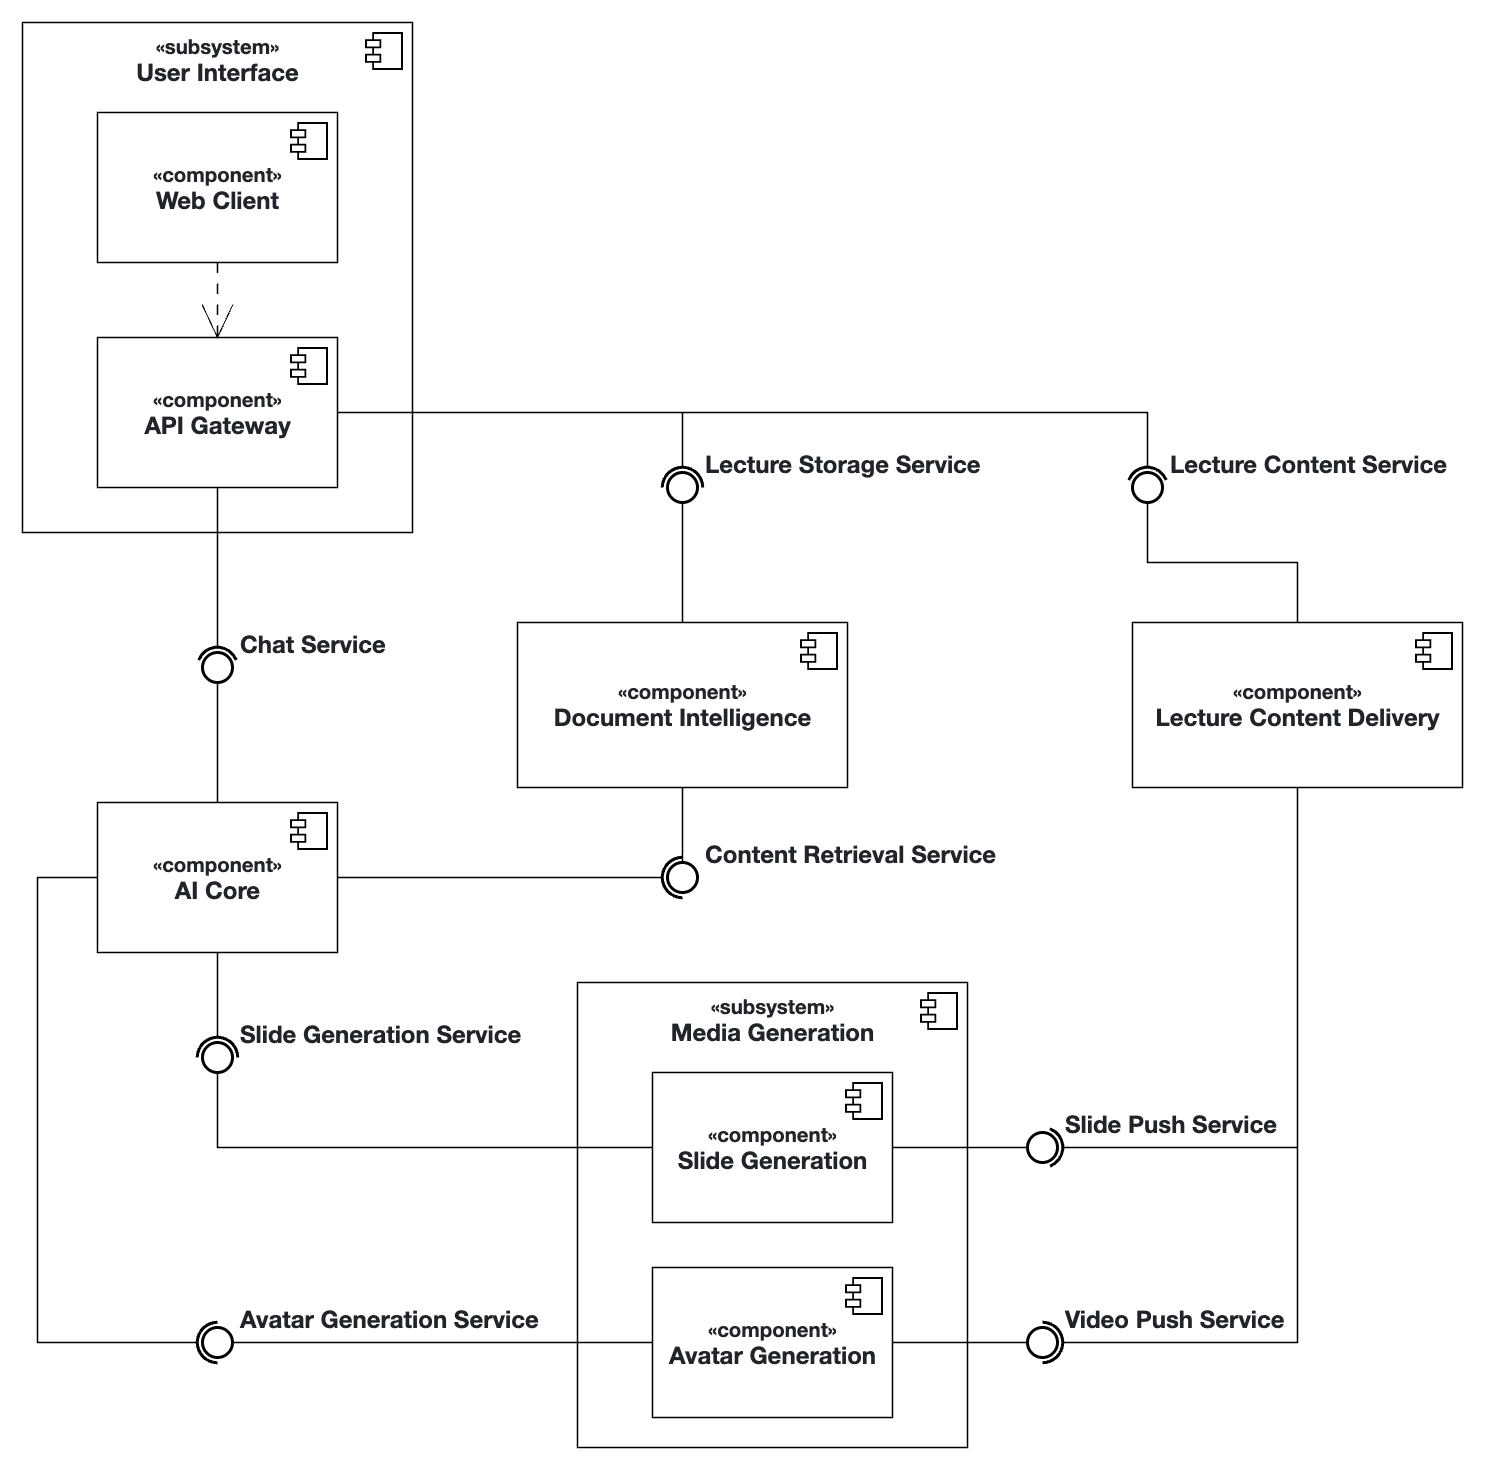 «subsystem»
User Interface
«component»
Web Client
«component»
API Gateway
Lecture Storage Service
Lecture Content Service
Chat Service
«component»
Document Intelligence
«component»
Lecture Content Delivery
«component»
AI Core
Content Retrieval Service
«subsystem»
Media Generation
Slide Generation Service
«component»
Slide Generation
Slide Push Service
Avatar Generation Service
«component»
Avatar Generation
Video Push Service